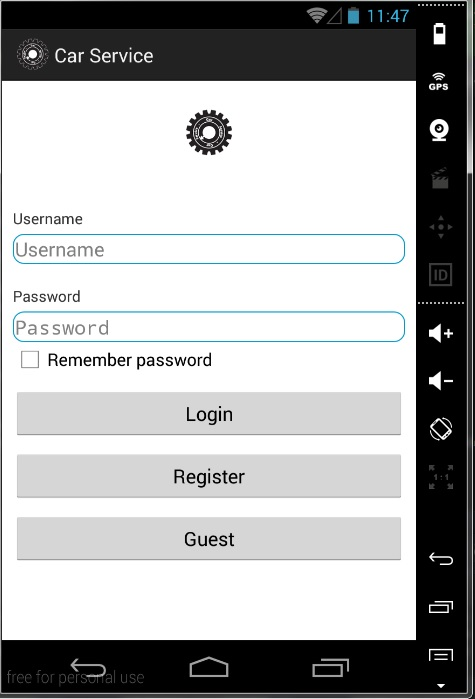 11:47
Car Service
GPS
Username
Username
ID
Password
Password
Remember password
Login
Register
1:1
Guest
free for personal use